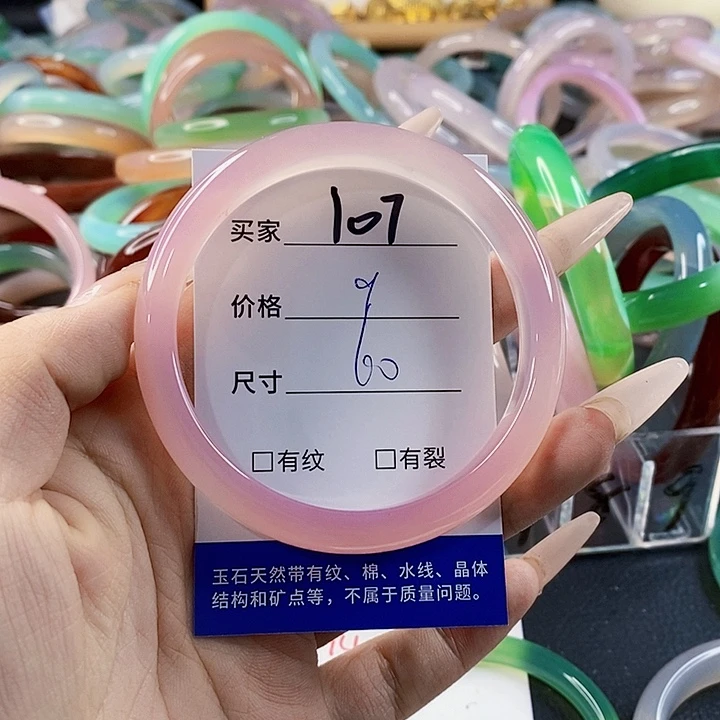 买家 107
价格
尺寸 60
□有纹 □有裂
玉石天然带有纹、棉、水线、晶体
结构和矿点等，不属于质量问题。